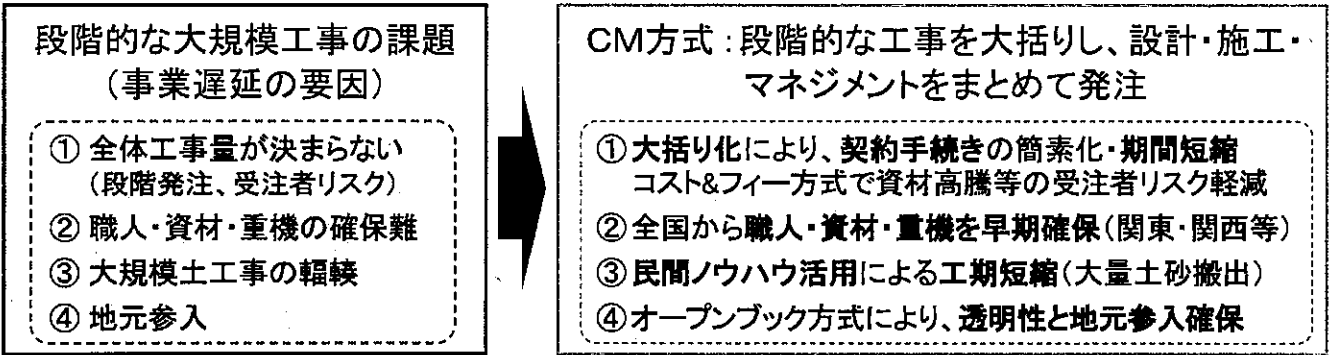 段階的な大規模工事の課題
(事業遅延の要因)
① 全体工事量が決まらない
(段階発注、受注者リスク)
② 職人・資材・重機の確保難
③ 大規模土工事の輻輳
④ 地元参入
CM方式：段階的な工事を大括りし、設計・施工・
マネジメントをまとめて発注
①大括り化により、契約手続きの簡素化・期間短縮
コスト&フィー方式で資材高騰等の受注者リスク軽減
②全国から職人・資材・重機を早期確保(関東・関西等)
③民間ノウハウ活用による工期短縮(大量土砂搬出)
④オープンブック方式により、透明性と地元参入確保